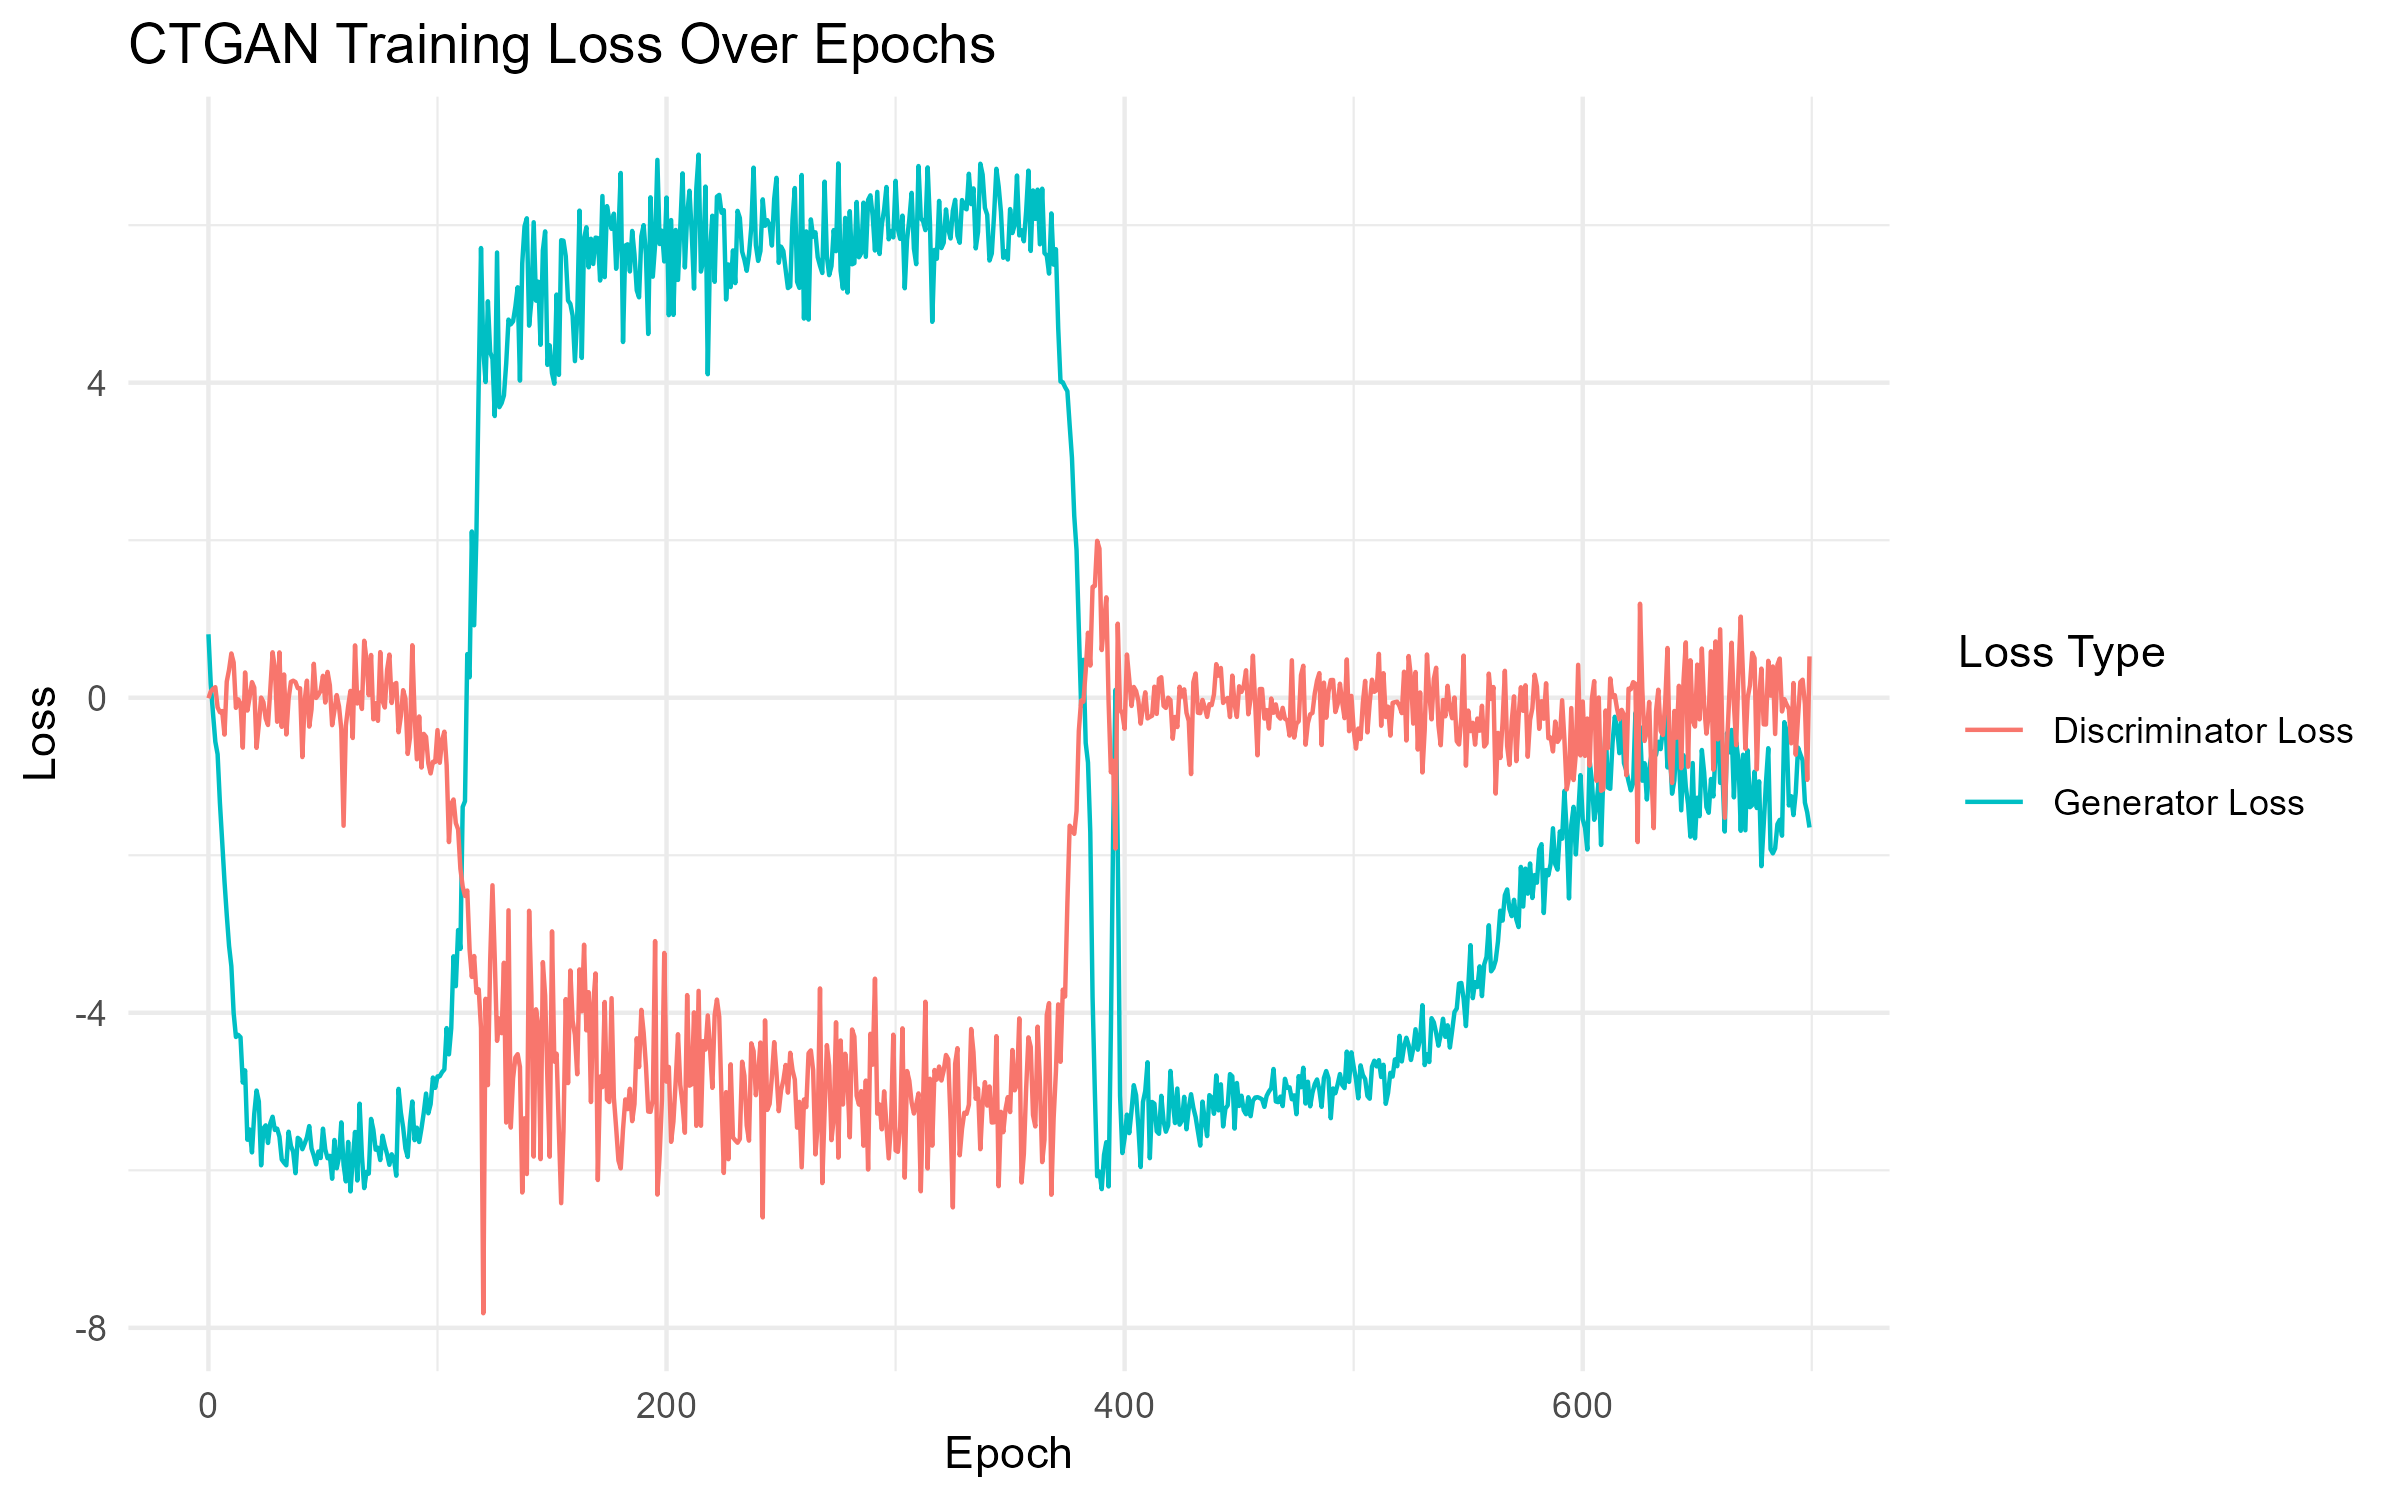 CTGAN Training Loss Over Epochs
Loss
4
0
-4
-8
0 200 400 600
Epoch
Loss Type
Discriminator Loss
Generator Loss